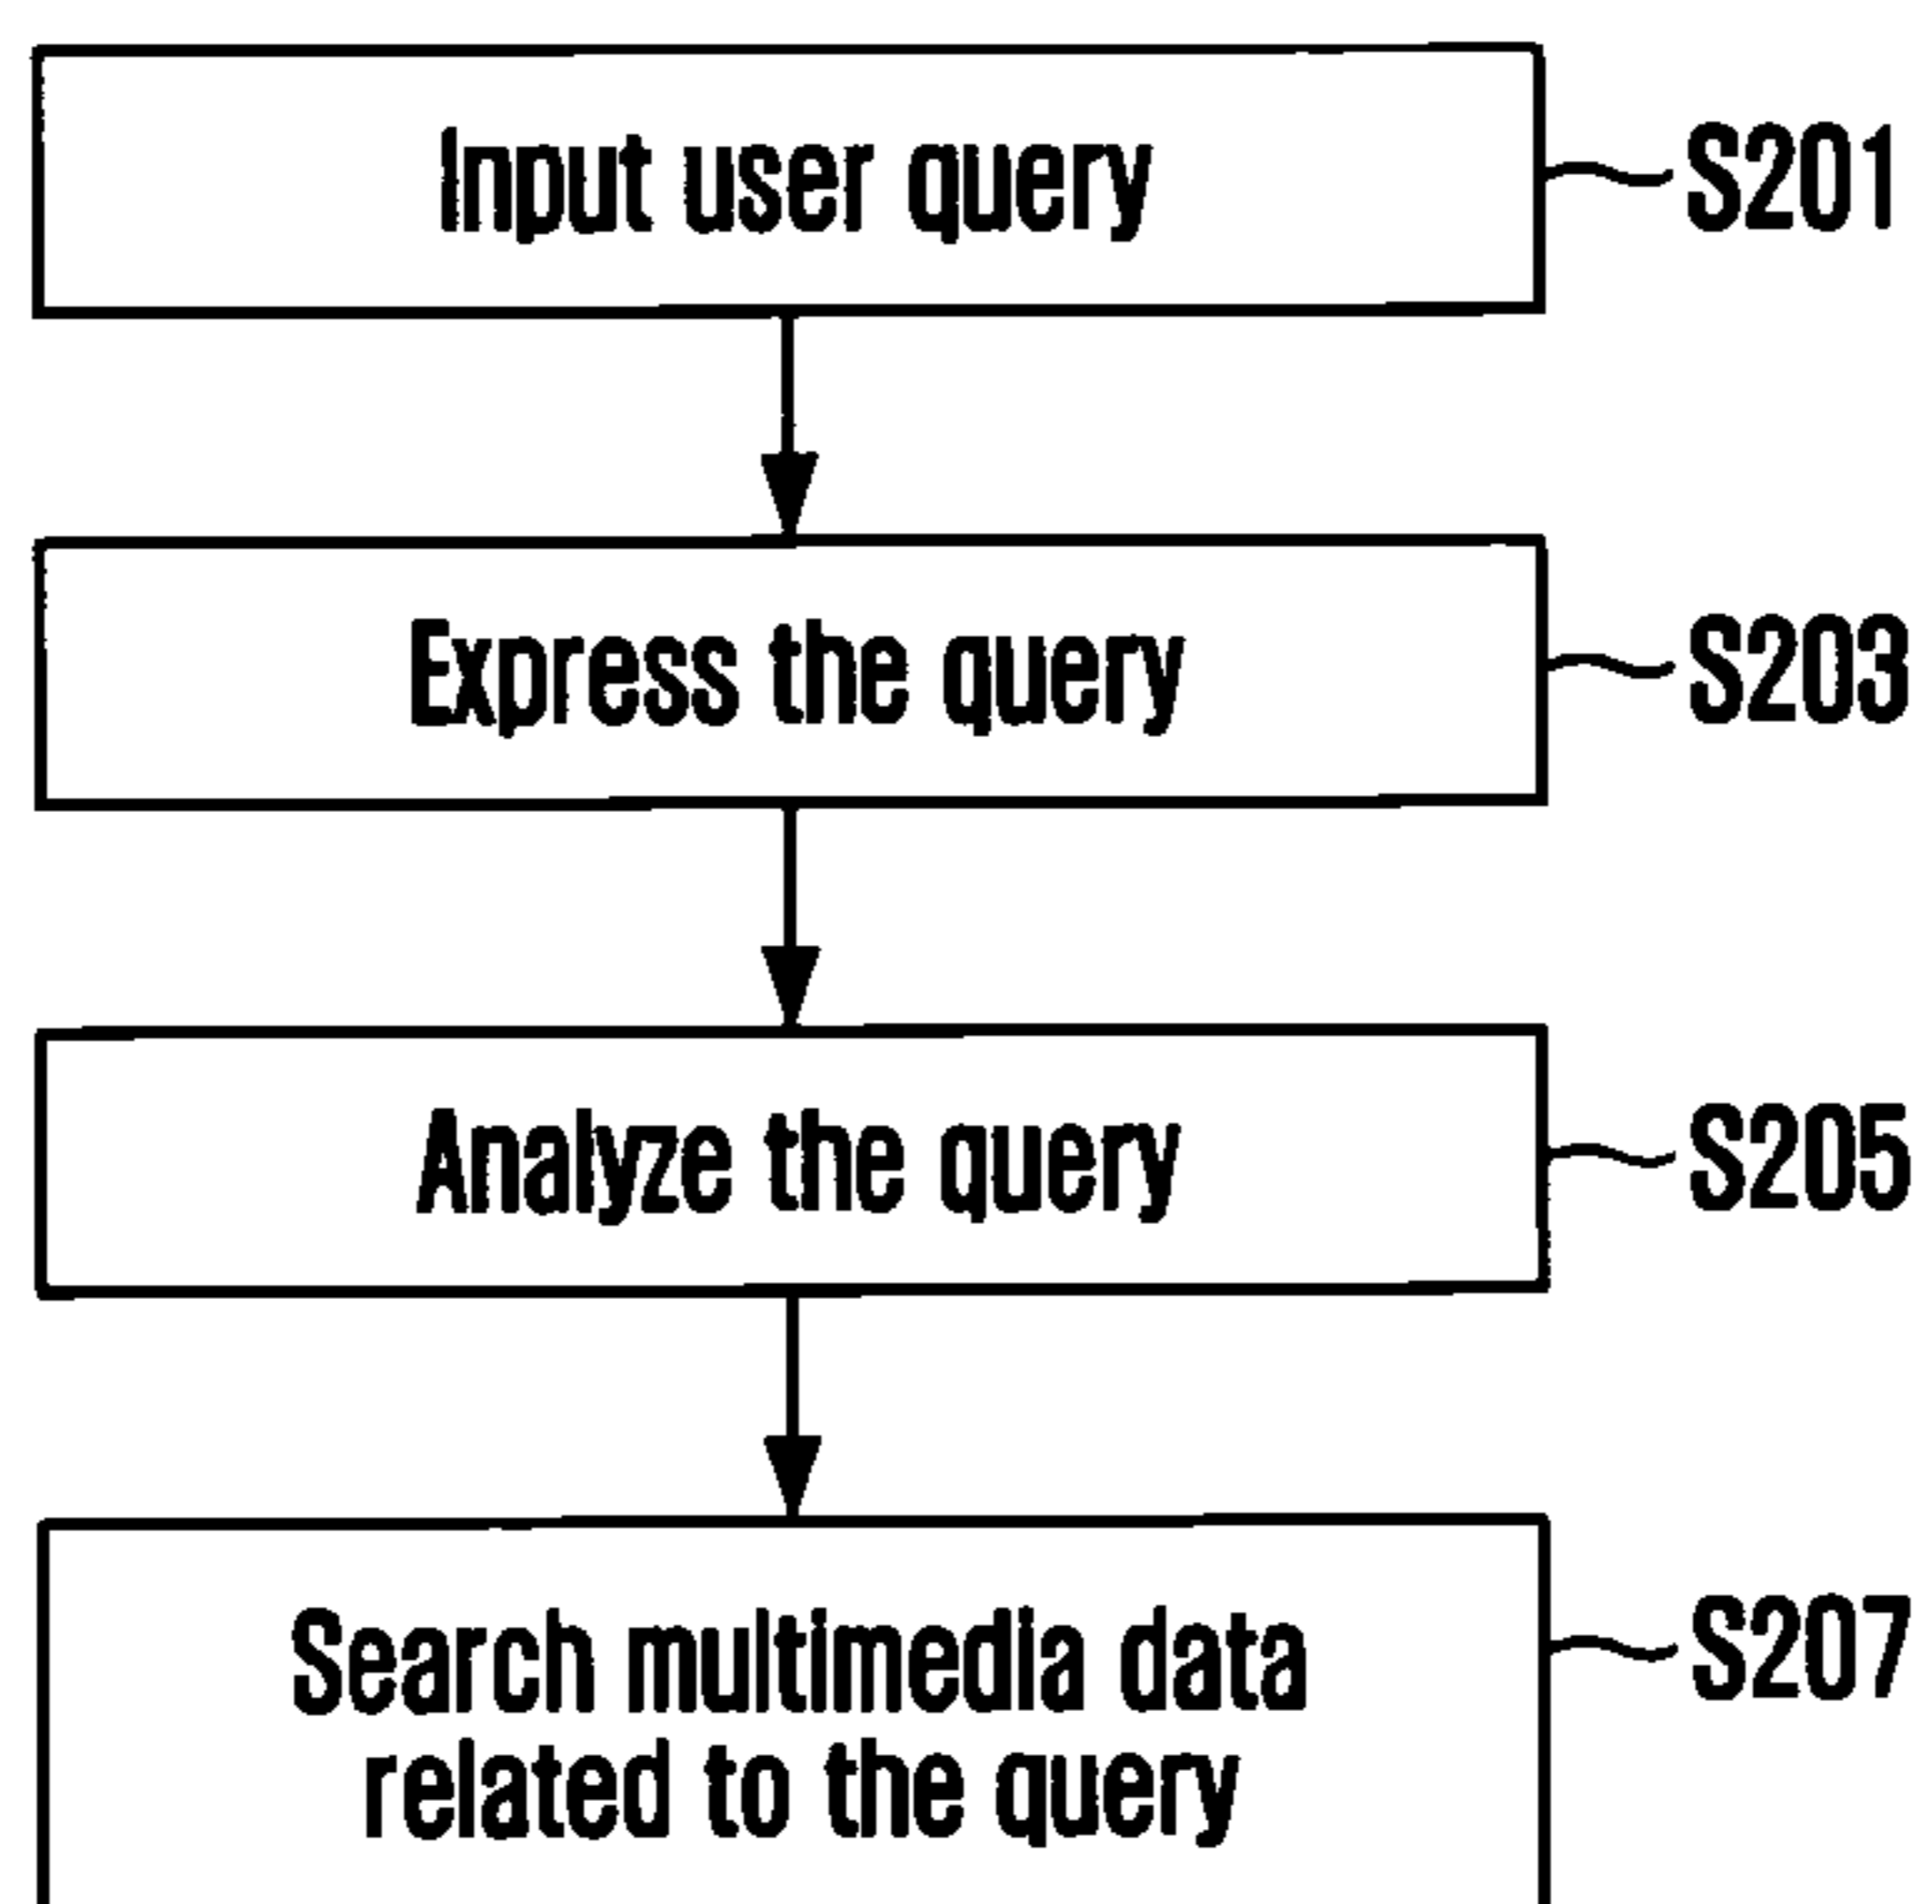 Input user query
S201
Express the query
S203
Analyze the query
S205
Search multimedia data
related to the query
S207